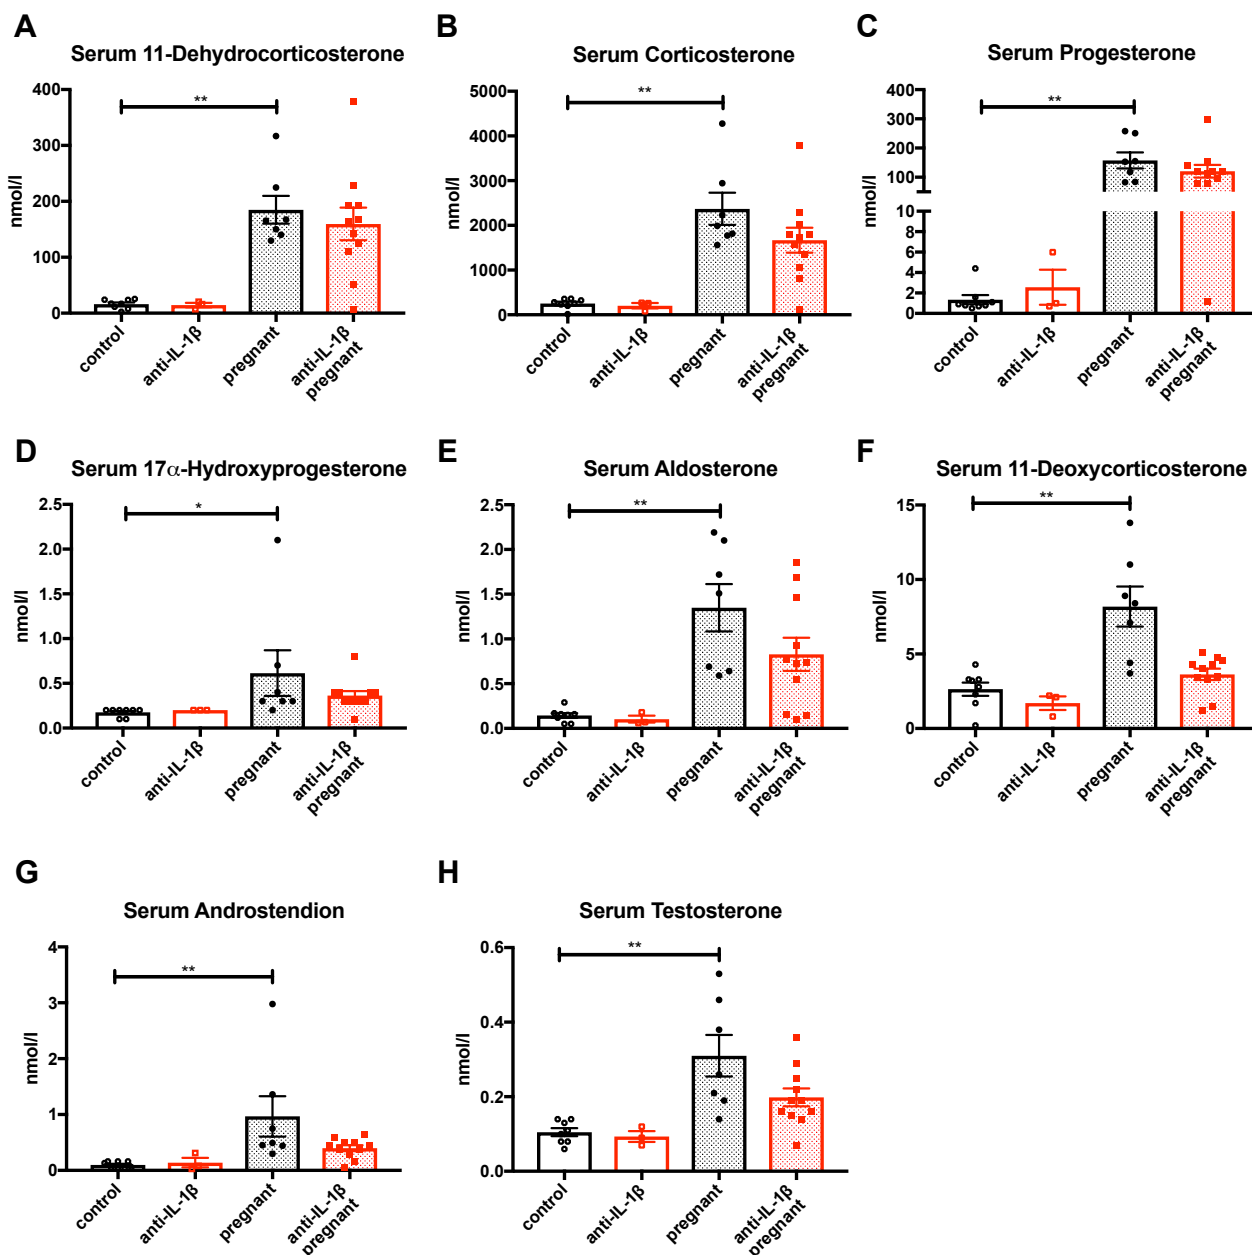 A
Serum 11-Dehydrocorticosterone
400
300
200
100
0
nmol/l
**
control
anti-IL-1β
pregnant
anti-IL-1β
pregnant
B
Serum Corticosterone
5000
4000
3000
2000
1000
0
nmol/l
**
control
anti-IL-1β
pregnant
anti-IL-1β
pregnant
C
Serum Progesterone
400
300
200
100
10
8
6
4
2
0
nmol/l
**
control
anti-IL-1β
pregnant
anti-IL-1β
pregnant
D
Serum 17α-Hydroxyprogesterone
2.5
2.0
1.5
1.0
0.5
0.0
nmol/l
*
control
anti-IL-1β
pregnant
anti-IL-1β
pregnant
E
Serum Aldosterone
2.5
2.0
1.5
1.0
0.5
0.0
nmol/l
**
control
anti-IL-1β
pregnant
anti-IL-1β
pregnant
F
Serum 11-Deoxycorticosterone
15
10
5
0
nmol/l
**
control
anti-IL-1β
pregnant
anti-IL-1β
pregnant
G
Serum Androstendion
4
3
2
1
0
nmol/l
**
control
anti-IL-1β
pregnant
anti-IL-1β
pregnant
H
Serum Testosterone
0.6
0.4
0.2
0.0
nmol/l
**
control
anti-IL-1β
pregnant
anti-IL-1β
pregnant